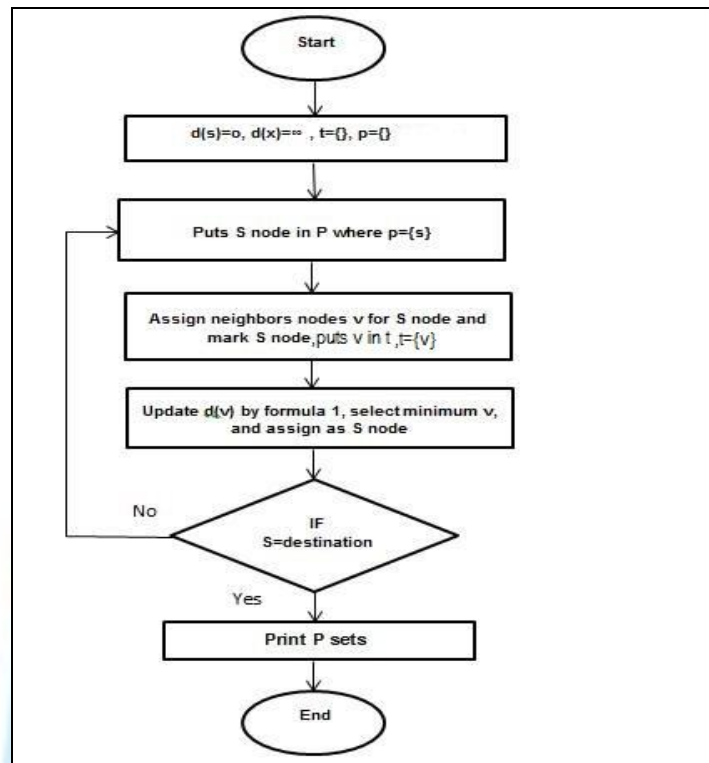 Start
d(s)=o, d(x)=∞ , t={}, p={}
Puts S node in P where p={s}
Assign neighbors nodes v for S node and
mark S node,puts v in t ,t={v}
Update d(v) by formula 1, select minimum v,
and assign as S node
No
IF
S=destination
Yes
Print P sets
End